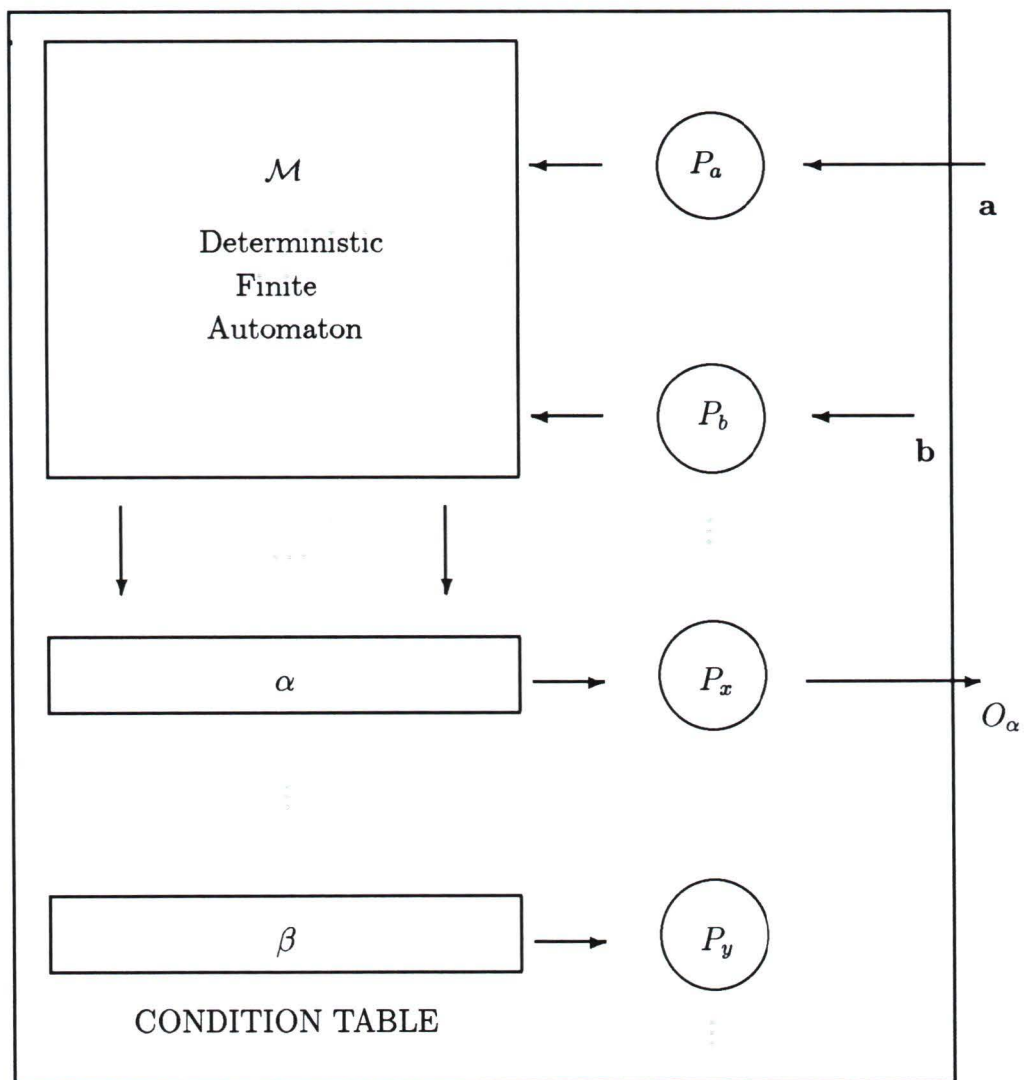 ℳ
Deterministic
Finite
Automaton
P_a
a
P_b
b
...
⋮
α
P_x
O_α
⋮
β
P_y
CONDITION TABLE
⋮